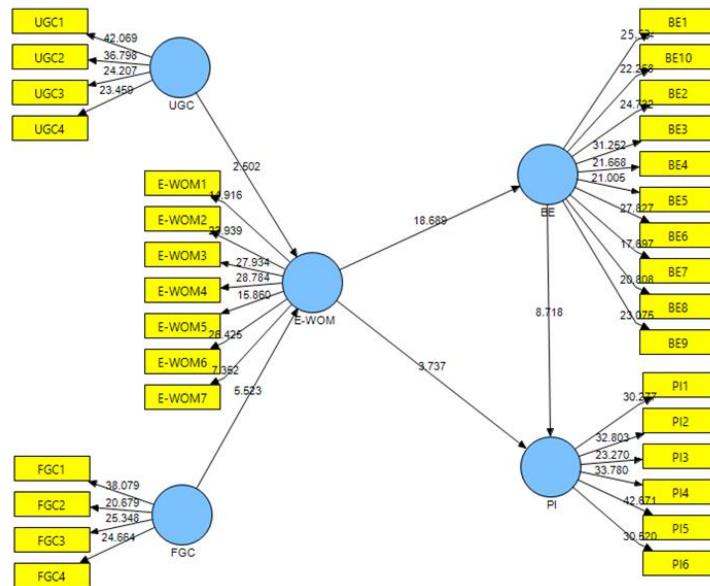 UGC1
UGC2
UGC3
UGC4
42.069
36.798
24.207
23.459
UGC
2.502
E-WOM1
E-WOM2
E-WOM3
E-WOM4
E-WOM5
E-WOM6
E-WOM7
14.916
27.934
28.784
15.860
7.352
E-WOM
5.523
FGC1
FGC2
FGC3
FGC4
38.079
20.679
25.348
24.664
FGC
18.689
3.737
BE
8.718
BE1
BE10
BE2
BE3
BE4
BE5
BE6
BE7
BE8
BE9
22.258
31.252
21.668
21.005
27.827
17.697
20.808
23.075
PI
PI1
PI2
PI3
PI4
PI5
PI6
30.277
32.803
23.270
33.780
42.671